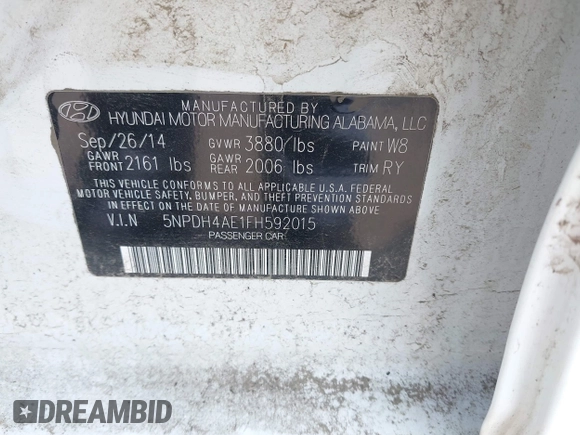 MANUFACTURED BY
HYUNDAI MOTOR MANUFACTURING ALABAMA, LLC
Sep/26/14 GVWR 3880/lbs PAINT W8
GAWR FRONT 2161 lbs GAWR REAR 2006 lbs TRIM RY
THIS VEHICLE CONFORMS TO ALL APPLICABLE U.S.A. FEDERAL
MOTOR VEHICLE SAFETY, BUMPER, AND THEFT PREVENTION STANDARDS
IN EFFECT ON THE DATE OF MANUFACTURE SHOWN ABOVE.
V.I.N 5NPDH4AE1FH592015
PASSENGER CAR
DREAMBID